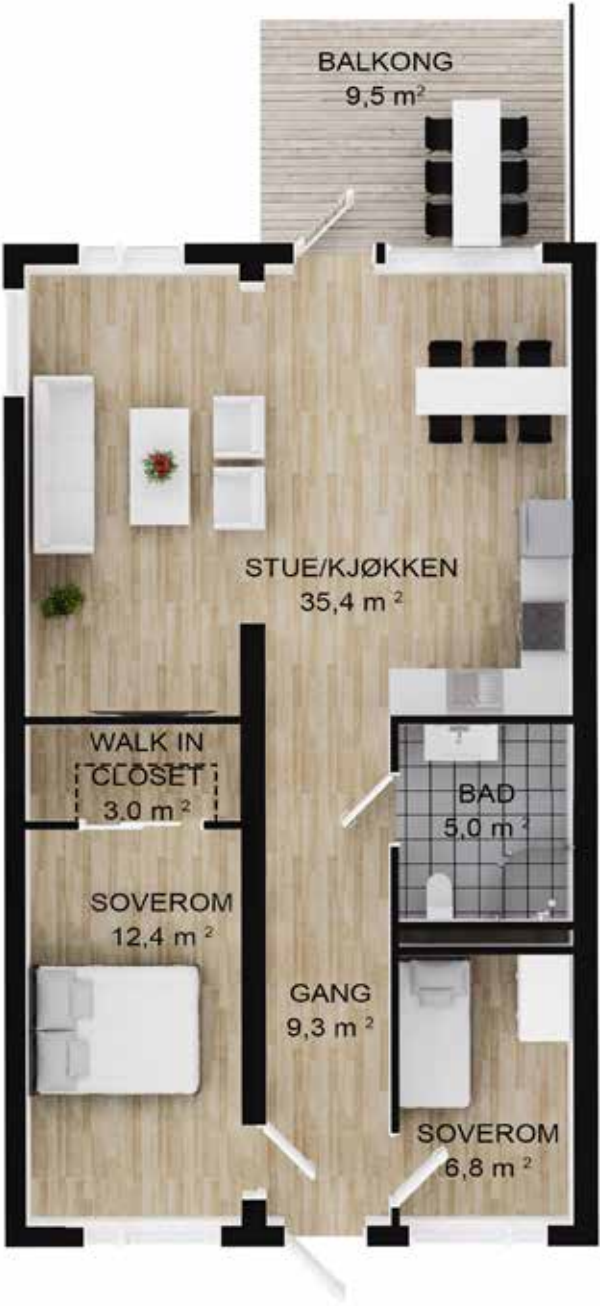 BALKONG
9,5 m²
STUE/KJØKKEN
35,4 m ²
WALK IN
CLOSET
3,0 m ²
BAD
5,0 m ²
SOVEROM
12,4 m ²
GANG
9,3 m ²
SOVEROM
6,8 m ²